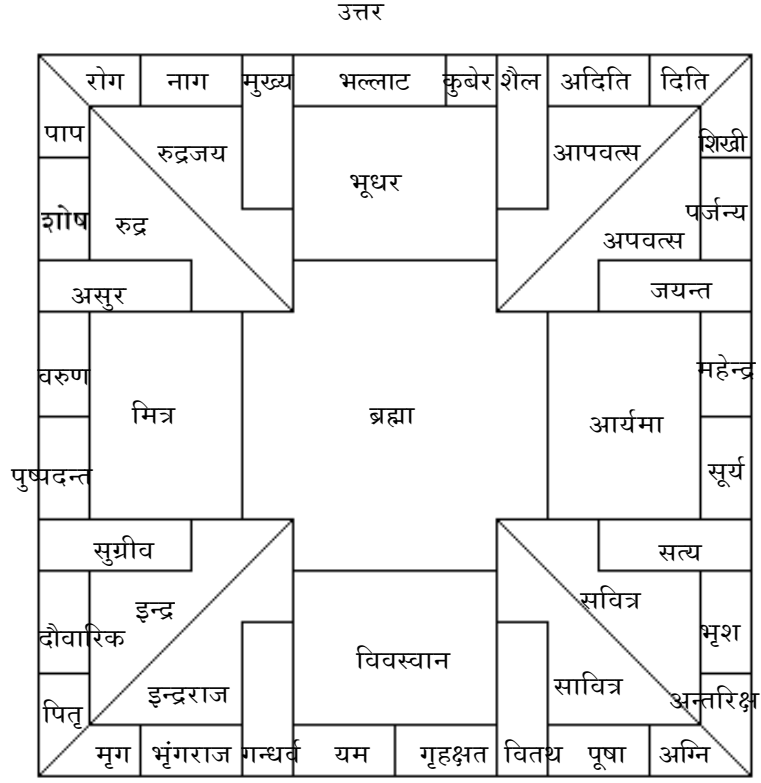 उत्तर
रोग नाग मुख्य भल्लाट कुबेर शैल अदिति दिति
पाप रुद्रजय आपवत्स शिखी
भूधर
शोष रुद्र अपवत्स पर्जन्य
असुर जयन्त
वरुण महेन्द्र
मित्र ब्रह्मा आर्यमा
पुष्पदन्त सूर्य
सुग्रीव सत्य
इन्द्र सवित्र
दौवारिक विवस्वान भृश
पितृ इन्द्रराज सावित्र अन्तरिक्ष
मृग भृंगराज गन्धर्व यम गृहक्षत वितथ पूषा अग्नि